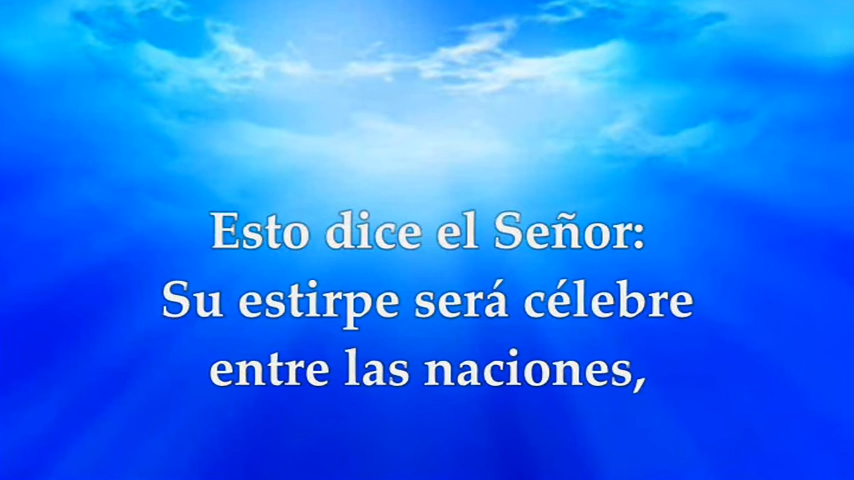 Esto dice el Señor:
Su estirpe será célebre
entre las naciones,